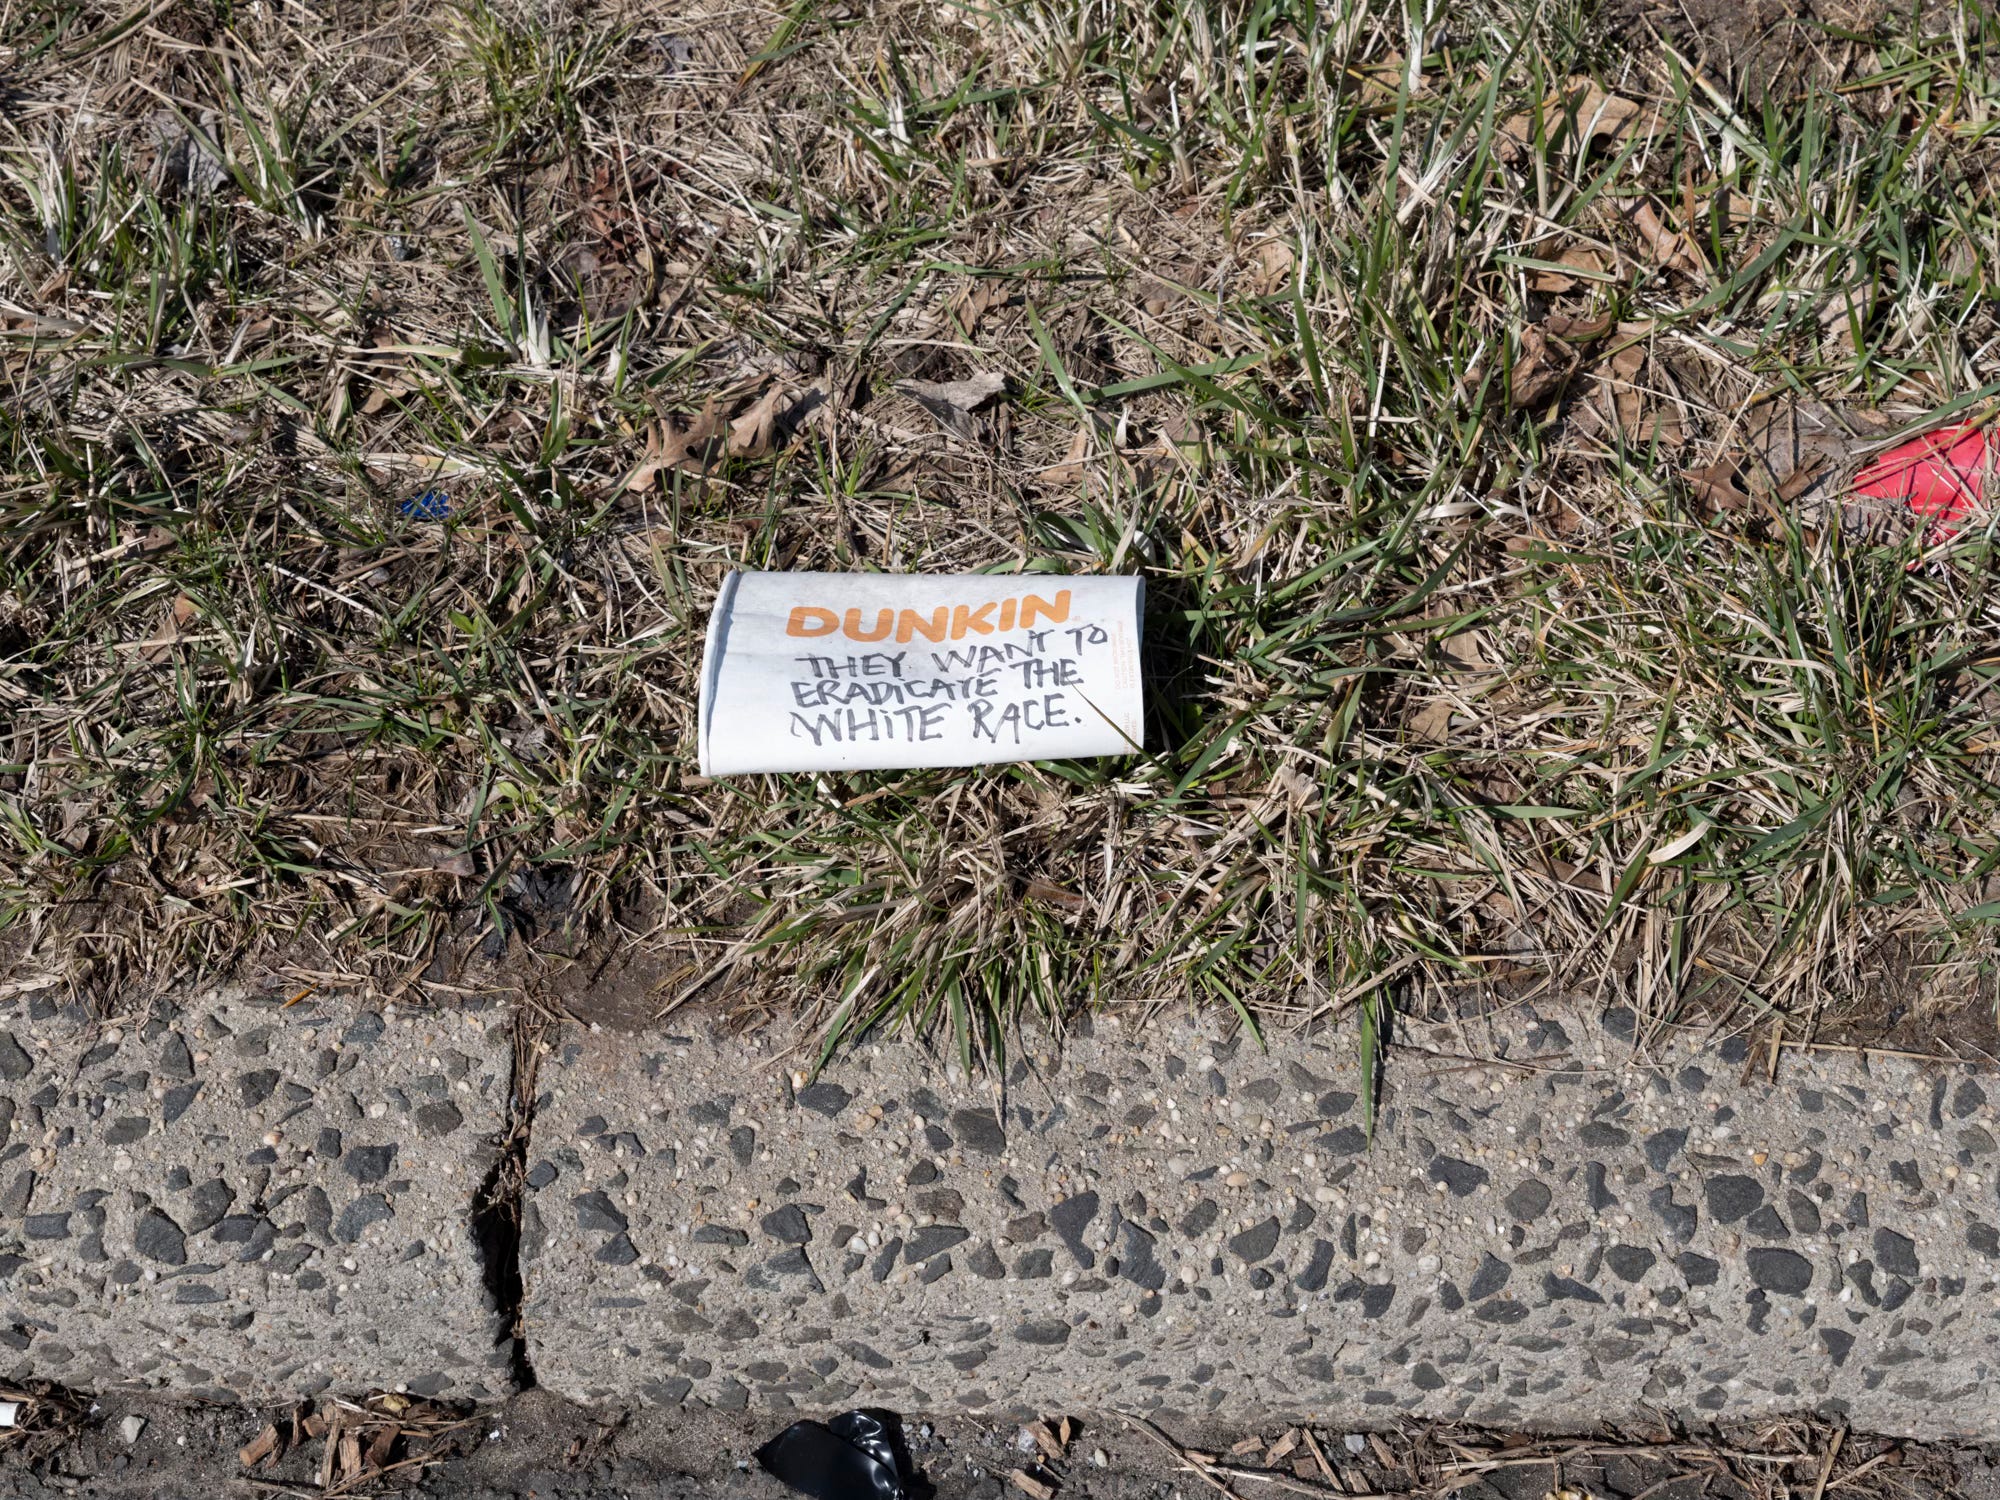 DUNKIN
THEY WANT TO
ERADICATE THE
WHITE RACE.